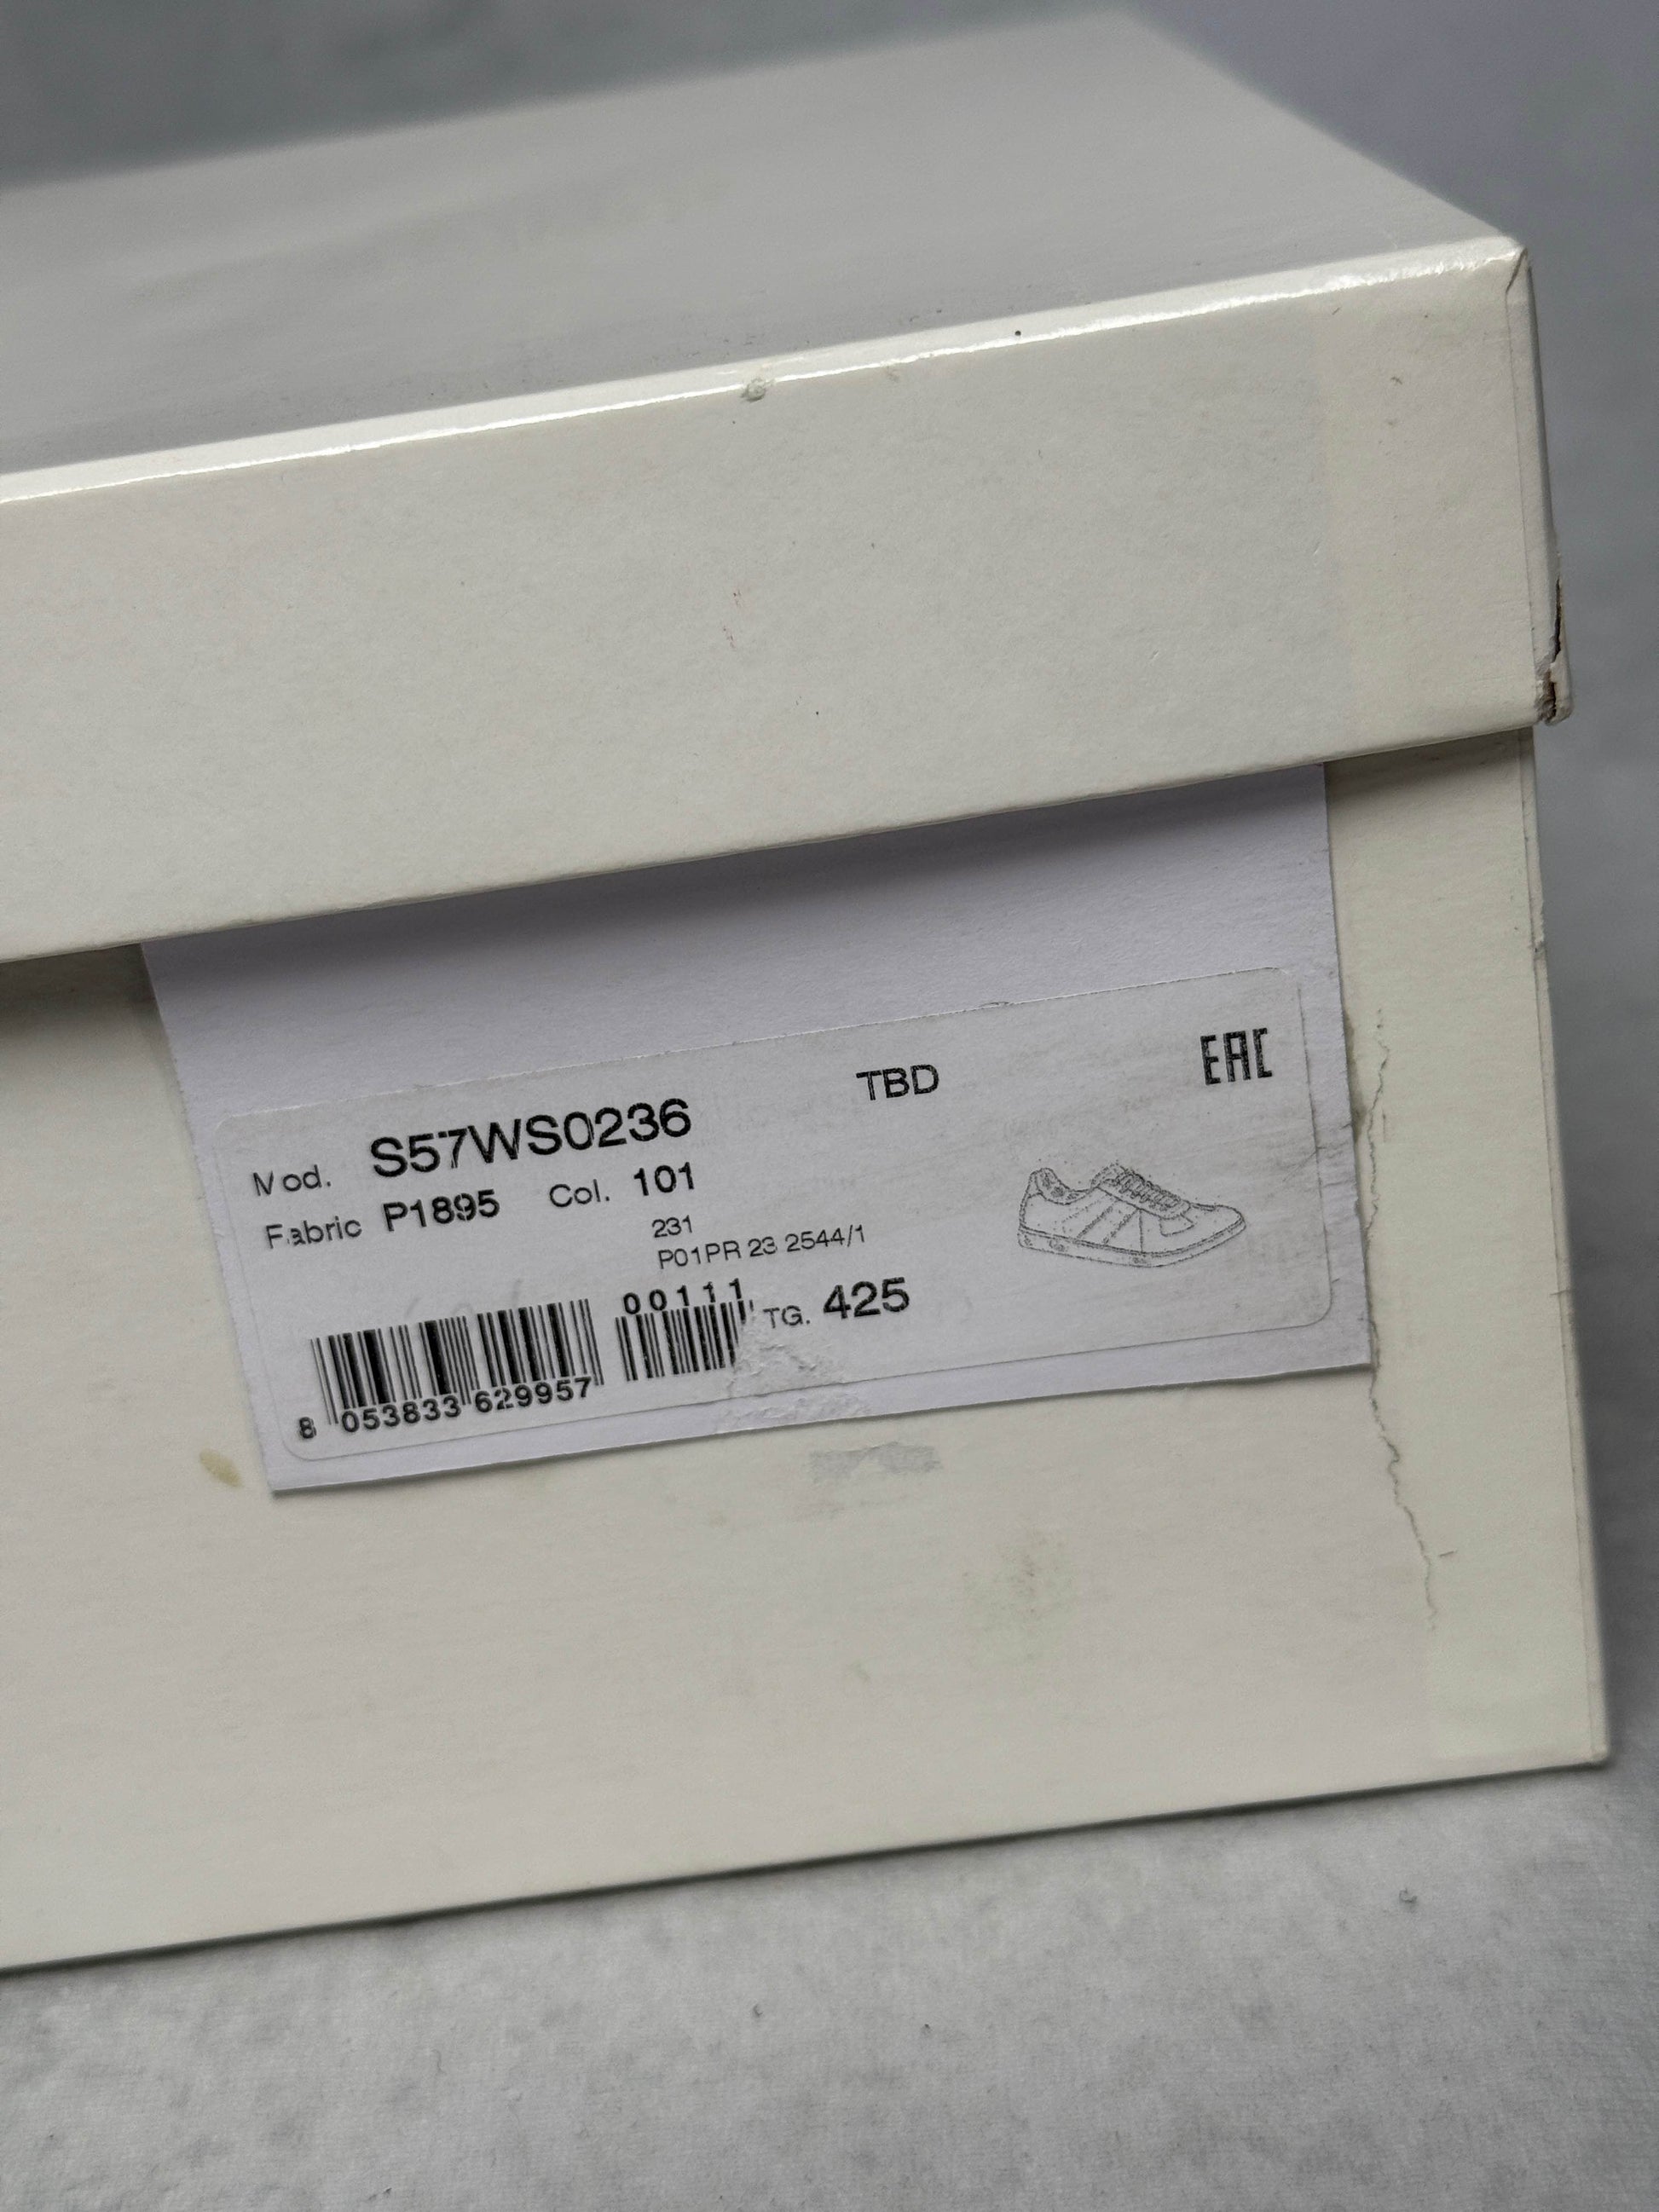 TBD
EAC
Mod. S57WS0236
Fabric P1895 Col. 101
231
P01PR 23 2544/1
00111
TG. 425
8 053833 629957